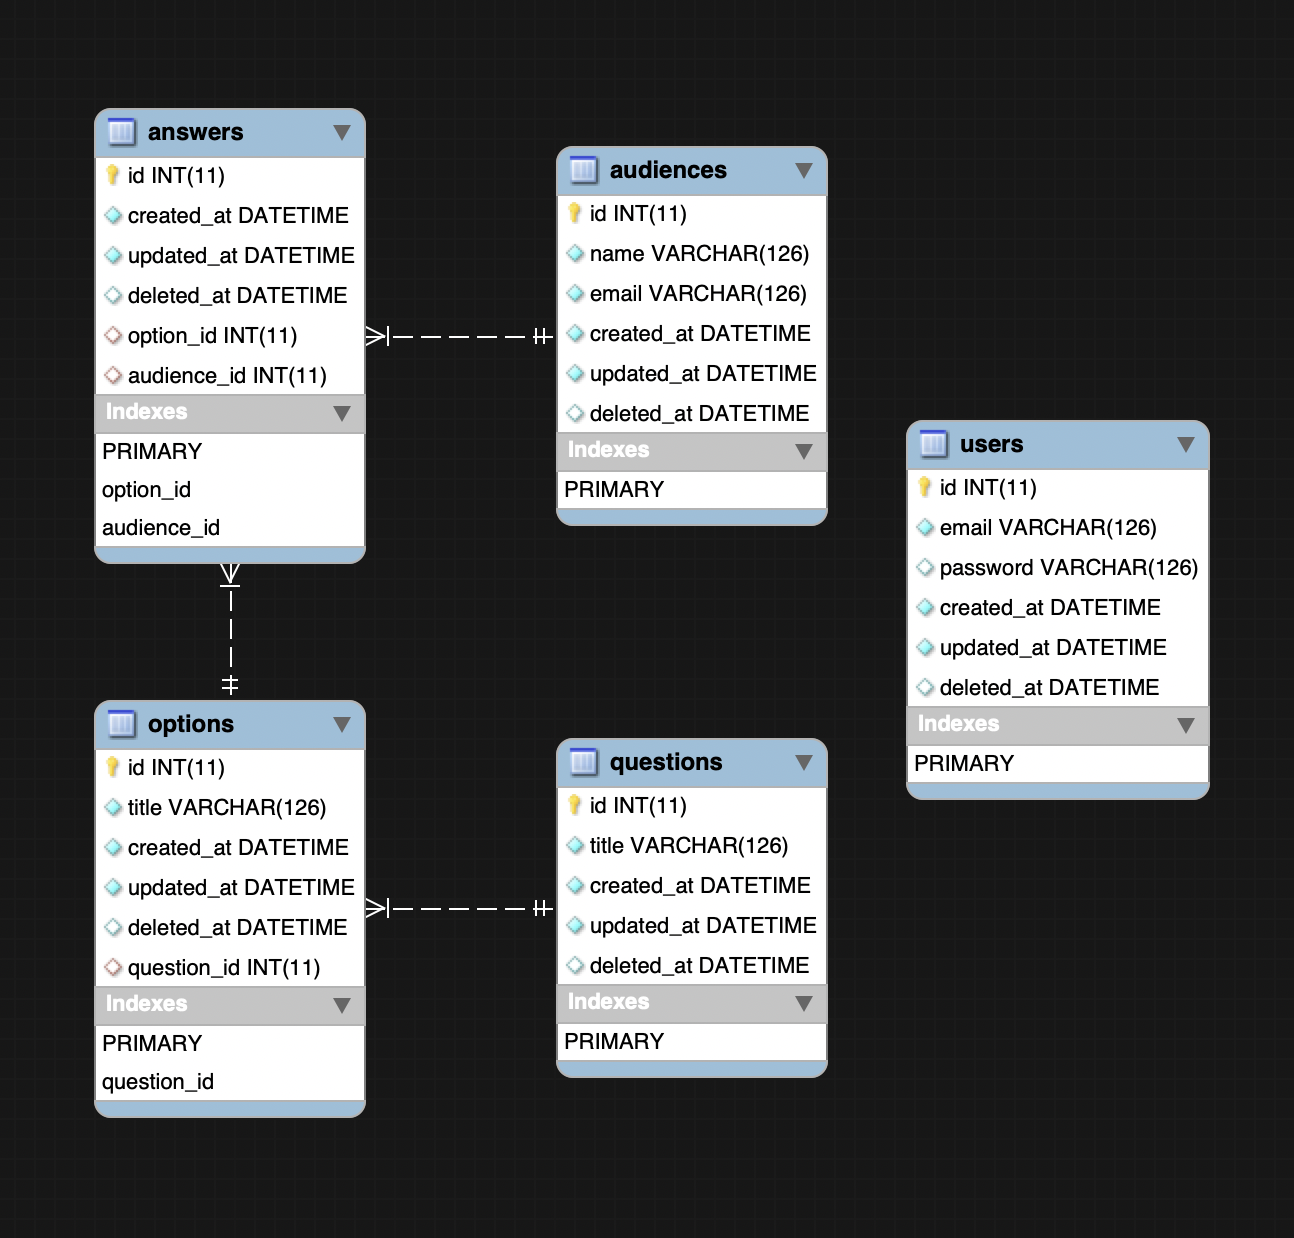 answers
id INT(11)
created_at DATETIME
updated_at DATETIME
deleted_at DATETIME
option_id INT(11)
audience_id INT(11)
Indexes
PRIMARY
option_id
audience_id
audiences
id INT(11)
name VARCHAR(126)
email VARCHAR(126)
created_at DATETIME
updated_at DATETIME
deleted_at DATETIME
Indexes
PRIMARY
users
id INT(11)
email VARCHAR(126)
password VARCHAR(126)
created_at DATETIME
updated_at DATETIME
deleted_at DATETIME
Indexes
PRIMARY
options
id INT(11)
title VARCHAR(126)
created_at DATETIME
updated_at DATETIME
deleted_at DATETIME
question_id INT(11)
Indexes
PRIMARY
question_id
questions
id INT(11)
title VARCHAR(126)
created_at DATETIME
updated_at DATETIME
deleted_at DATETIME
Indexes
PRIMARY